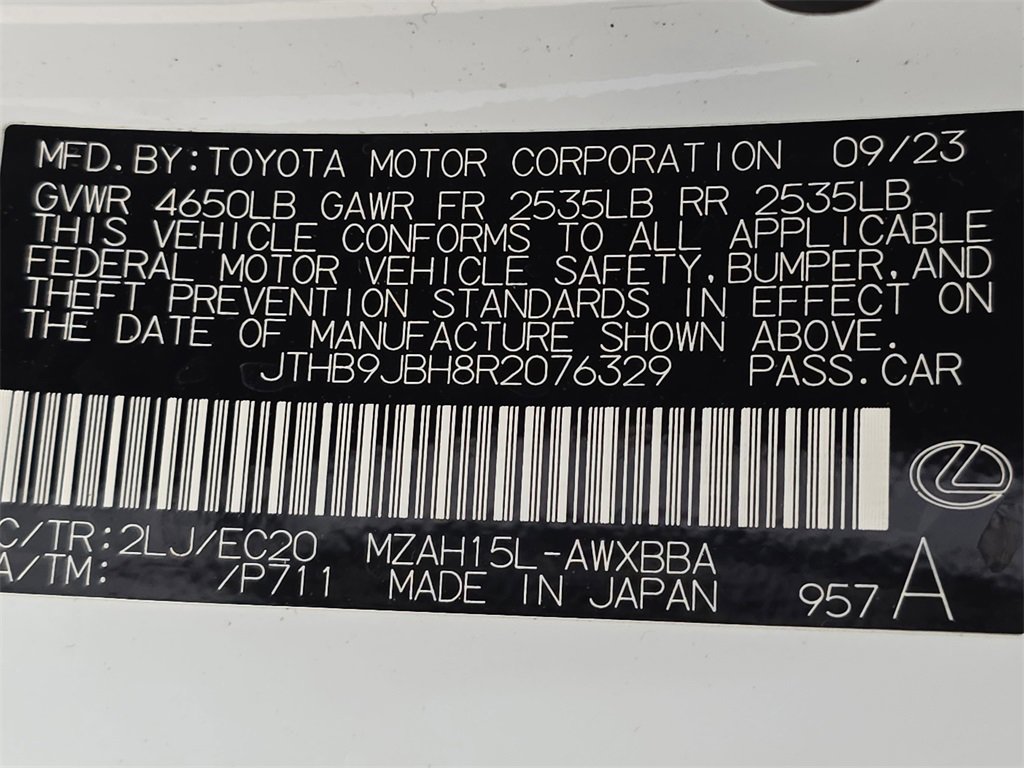 MFD.BY:TOYOTA MOTOR CORPORATION 09/23
GVWR 4650LB GAWR FR 2535LB RR 2535LB
THIS VEHICLE CONFORMS TO ALL APPLICABLE
FEDERAL MOTOR VEHICLE SAFETY,BUMPER,AND
THEFT PREVENTION STANDARDS IN EFFECT ON
THE DATE OF MANUFACTURE SHOWN ABOVE.
JTHB9JBH8R2076329 PASS.CAR
C/TR:2LJ/EC20 MZAH15L-AWXBBA
A/TM: /P711 MADE IN JAPAN 957 A